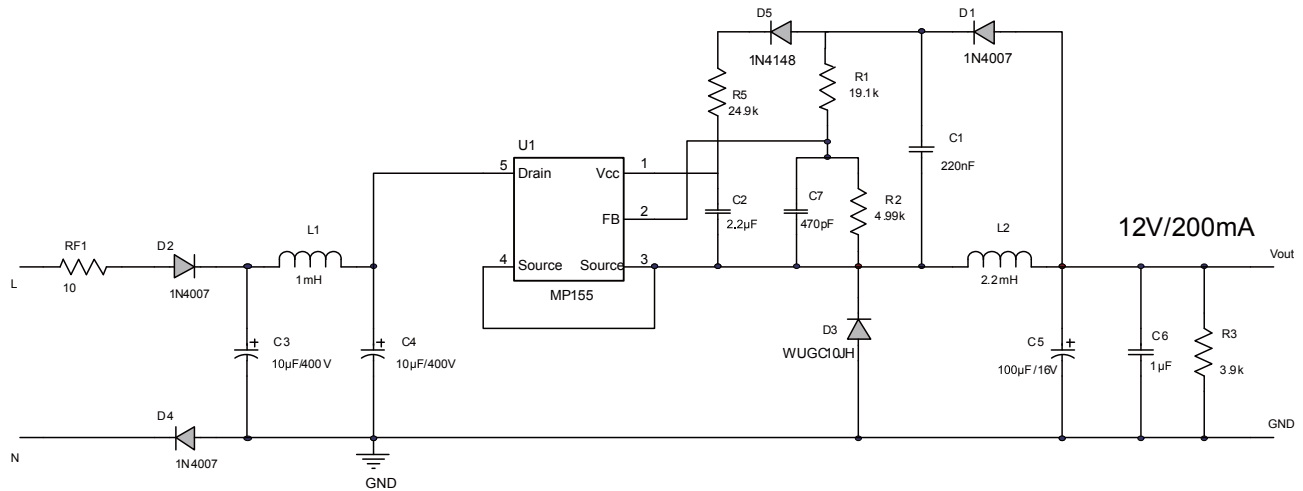 D5
1N4148
D1
1N4007
R1
19.1k
R5
24.9k
C1
220nF
U1
5 Drain Vcc 1
FB 2
4 Source Source 3
MP155
C2
2.2µF
C7
470pF
R2
4.99k
L2
2.2mH
12V/200mA
Vout
L
RF1
10
D2
1N4007
L1
1mH
C3
+
10µF/400V
C4
+
10µF/400V
D3
WUGC10JH
C5
+
100µF/16V
C6
1µF
R3
3.9k
N
D4
1N4007
GND
GND